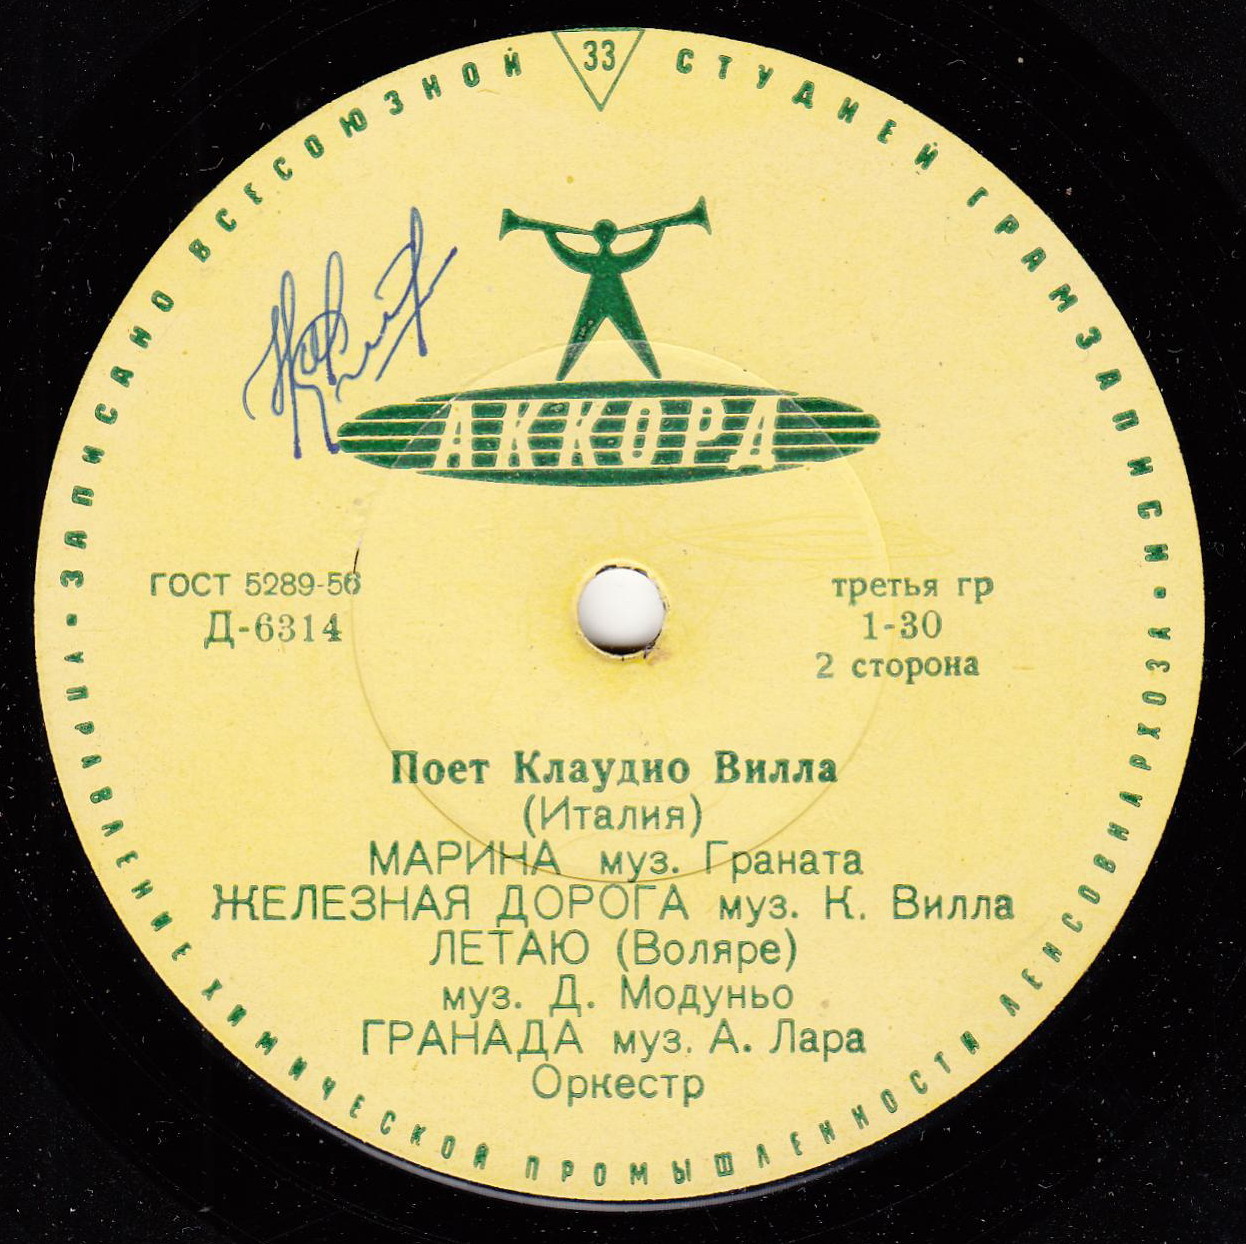 ЗАПИСАНО ВСЕСОЮЗНОЙ СТУДИЕЙ ГРАМЗАПИСИ • УПРАВЛЕНИЕ ХИМИЧЕСКОЙ ПРОМЫШЛЕННОСТИ ЛЕНСОВНАРХОЗА •
33
АККОРД
ГОСТ 5289-56
Д-6314
третья гр
1-30
2 сторона
Поет Клаудио Вилла
(Италия)
МАРИНА муз. Граната
ЖЕЛЕЗНАЯ ДОРОГА муз. К. Вилла
ЛЕТАЮ (Воляре)
муз. Д. Модуньо
ГРАНАДА муз. А. Лара
Оркестр